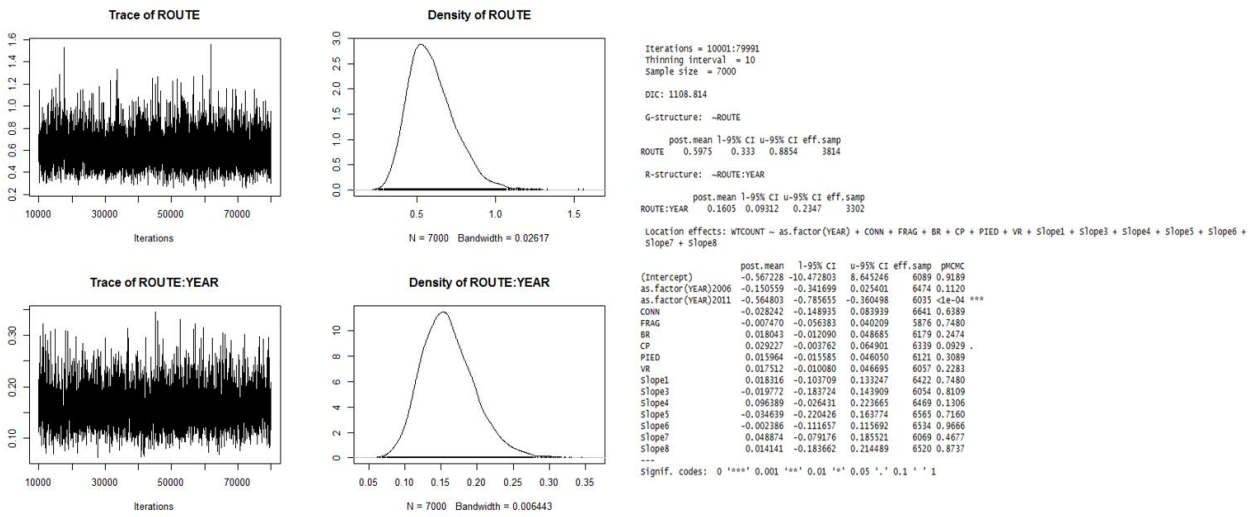 Trace of ROUTE
1.6
1.4
1.2
1.0
0.8
0.6
0.4
0.2
10000 30000 50000 70000
Iterations
Density of ROUTE
3.0
2.5
2.0
1.5
1.0
0.5
0.0
0.5 1.0 1.5
N = 7000 Bandwidth = 0.02617
Trace of ROUTE:YEAR
0.30
0.20
0.10
10000 30000 50000 70000
Iterations
Density of ROUTE:YEAR
10
8
6
4
2
0
0.05 0.10 0.15 0.20 0.25 0.30 0.35
N = 7000 Bandwidth = 0.006443
Iterations = 10001:79991
Thinning interval = 10
Sample size = 7000
DIC: 1108.814
G-structure: ~ROUTE
post.mean l-95% CI u-95% CI eff.samp
ROUTE 0.5975 0.333 0.8854 3814
R-structure: ~ROUTE:YEAR
post.mean l-95% CI u-95% CI eff.samp
ROUTE:YEAR 0.1605 0.09312 0.2347 3302
Location effects: WTCOUNT ~ as.factor(YEAR) + CONN + FRAG + BR + CP + PIED + VR + Slope1 + Slope3 + Slope4 + Slope5 + Slope6 +
Slope7 + Slope8
post.mean l-95% CI u-95% CI eff.samp pMCMC
(Intercept) -0.567228 -10.472803 8.645246 6089 0.9189
as.factor(YEAR)2006 -0.150559 -0.341699 0.025401 6474 0.1120
as.factor(YEAR)2011 -0.564803 -0.785655 -0.360498 6035 <1e-04 ***
CONN -0.028242 -0.148935 0.083939 6641 0.6389
FRAG -0.007470 -0.056383 0.040209 5876 0.7480
BR 0.018043 -0.012090 0.048685 6179 0.2474
CP 0.029227 -0.003762 0.064901 6339 0.0929 .
PIED 0.015964 -0.015585 0.046050 6121 0.3089
VR 0.017512 -0.010080 0.046695 6057 0.2283
Slope1 0.018316 -0.103709 0.133247 6422 0.7480
Slope3 -0.019772 -0.183724 0.143909 6054 0.8109
Slope4 0.096389 -0.026431 0.223665 6469 0.1306
Slope5 -0.034639 -0.220426 0.163774 6565 0.7160
Slope6 -0.002386 -0.111657 0.115692 6534 0.9666
Slope7 0.048874 -0.079176 0.185521 6069 0.4677
Slope8 0.014141 -0.183662 0.214489 6520 0.8737
---
Signif. codes: 0 '***' 0.001 '**' 0.01 '*' 0.05 '.' 0.1 ' ' 1